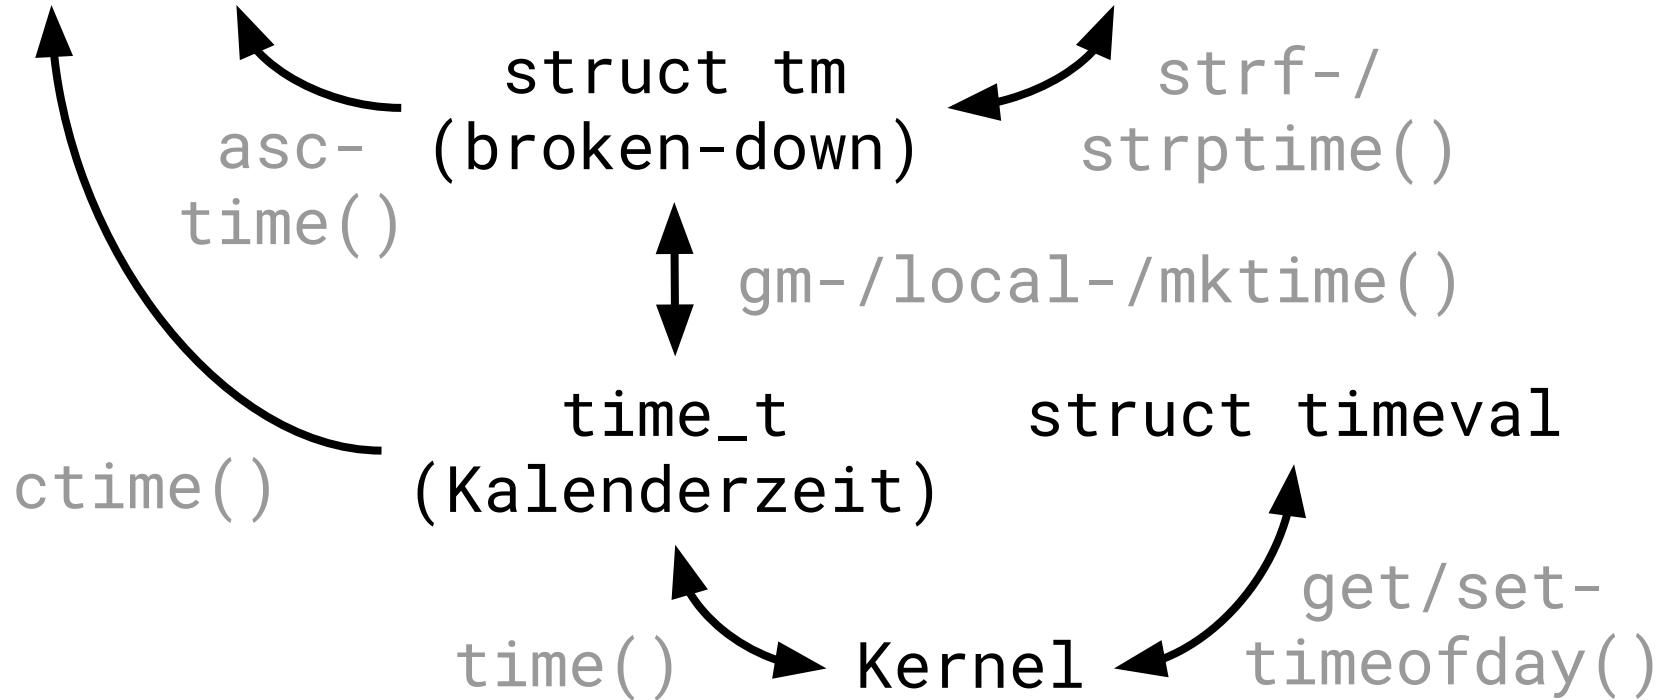 struct tm
(broken-down)
strf-/
strptime()
asc-
time()
gm-/local-/mktime()
time_t
(Kalenderzeit)
struct timeval
ctime()
get/set-
timeofday()
time()
Kernel